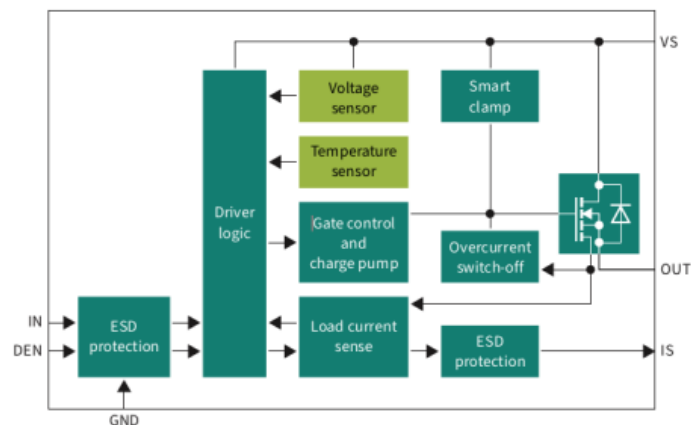 VS
Voltage
sensor
Smart
clamp
Temperature
sensor
Driver
logic
Gate control
and
charge pump
Overcurrent
switch-off
OUT
IN
DEN
ESD
protection
Load current
sense
ESD
protection
IS
GND